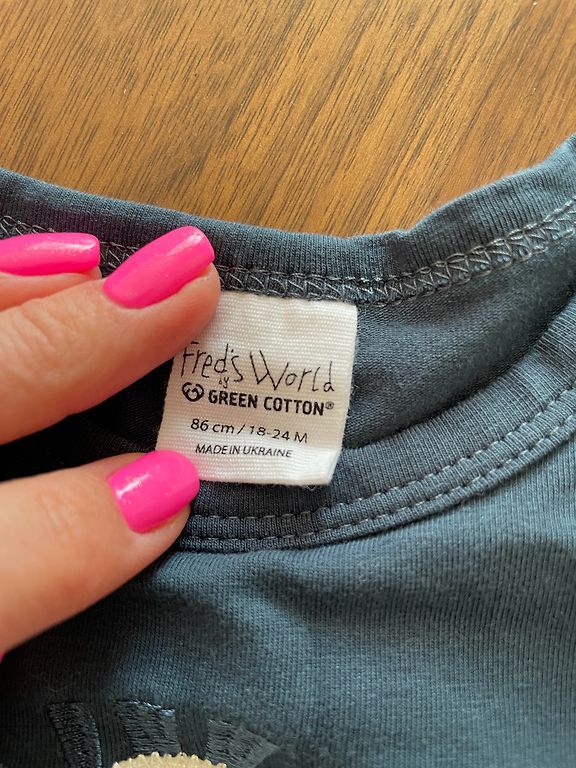 Fred's World
by
GREEN COTTON®
86 cm / 18-24 M
MADE IN UKRAINE